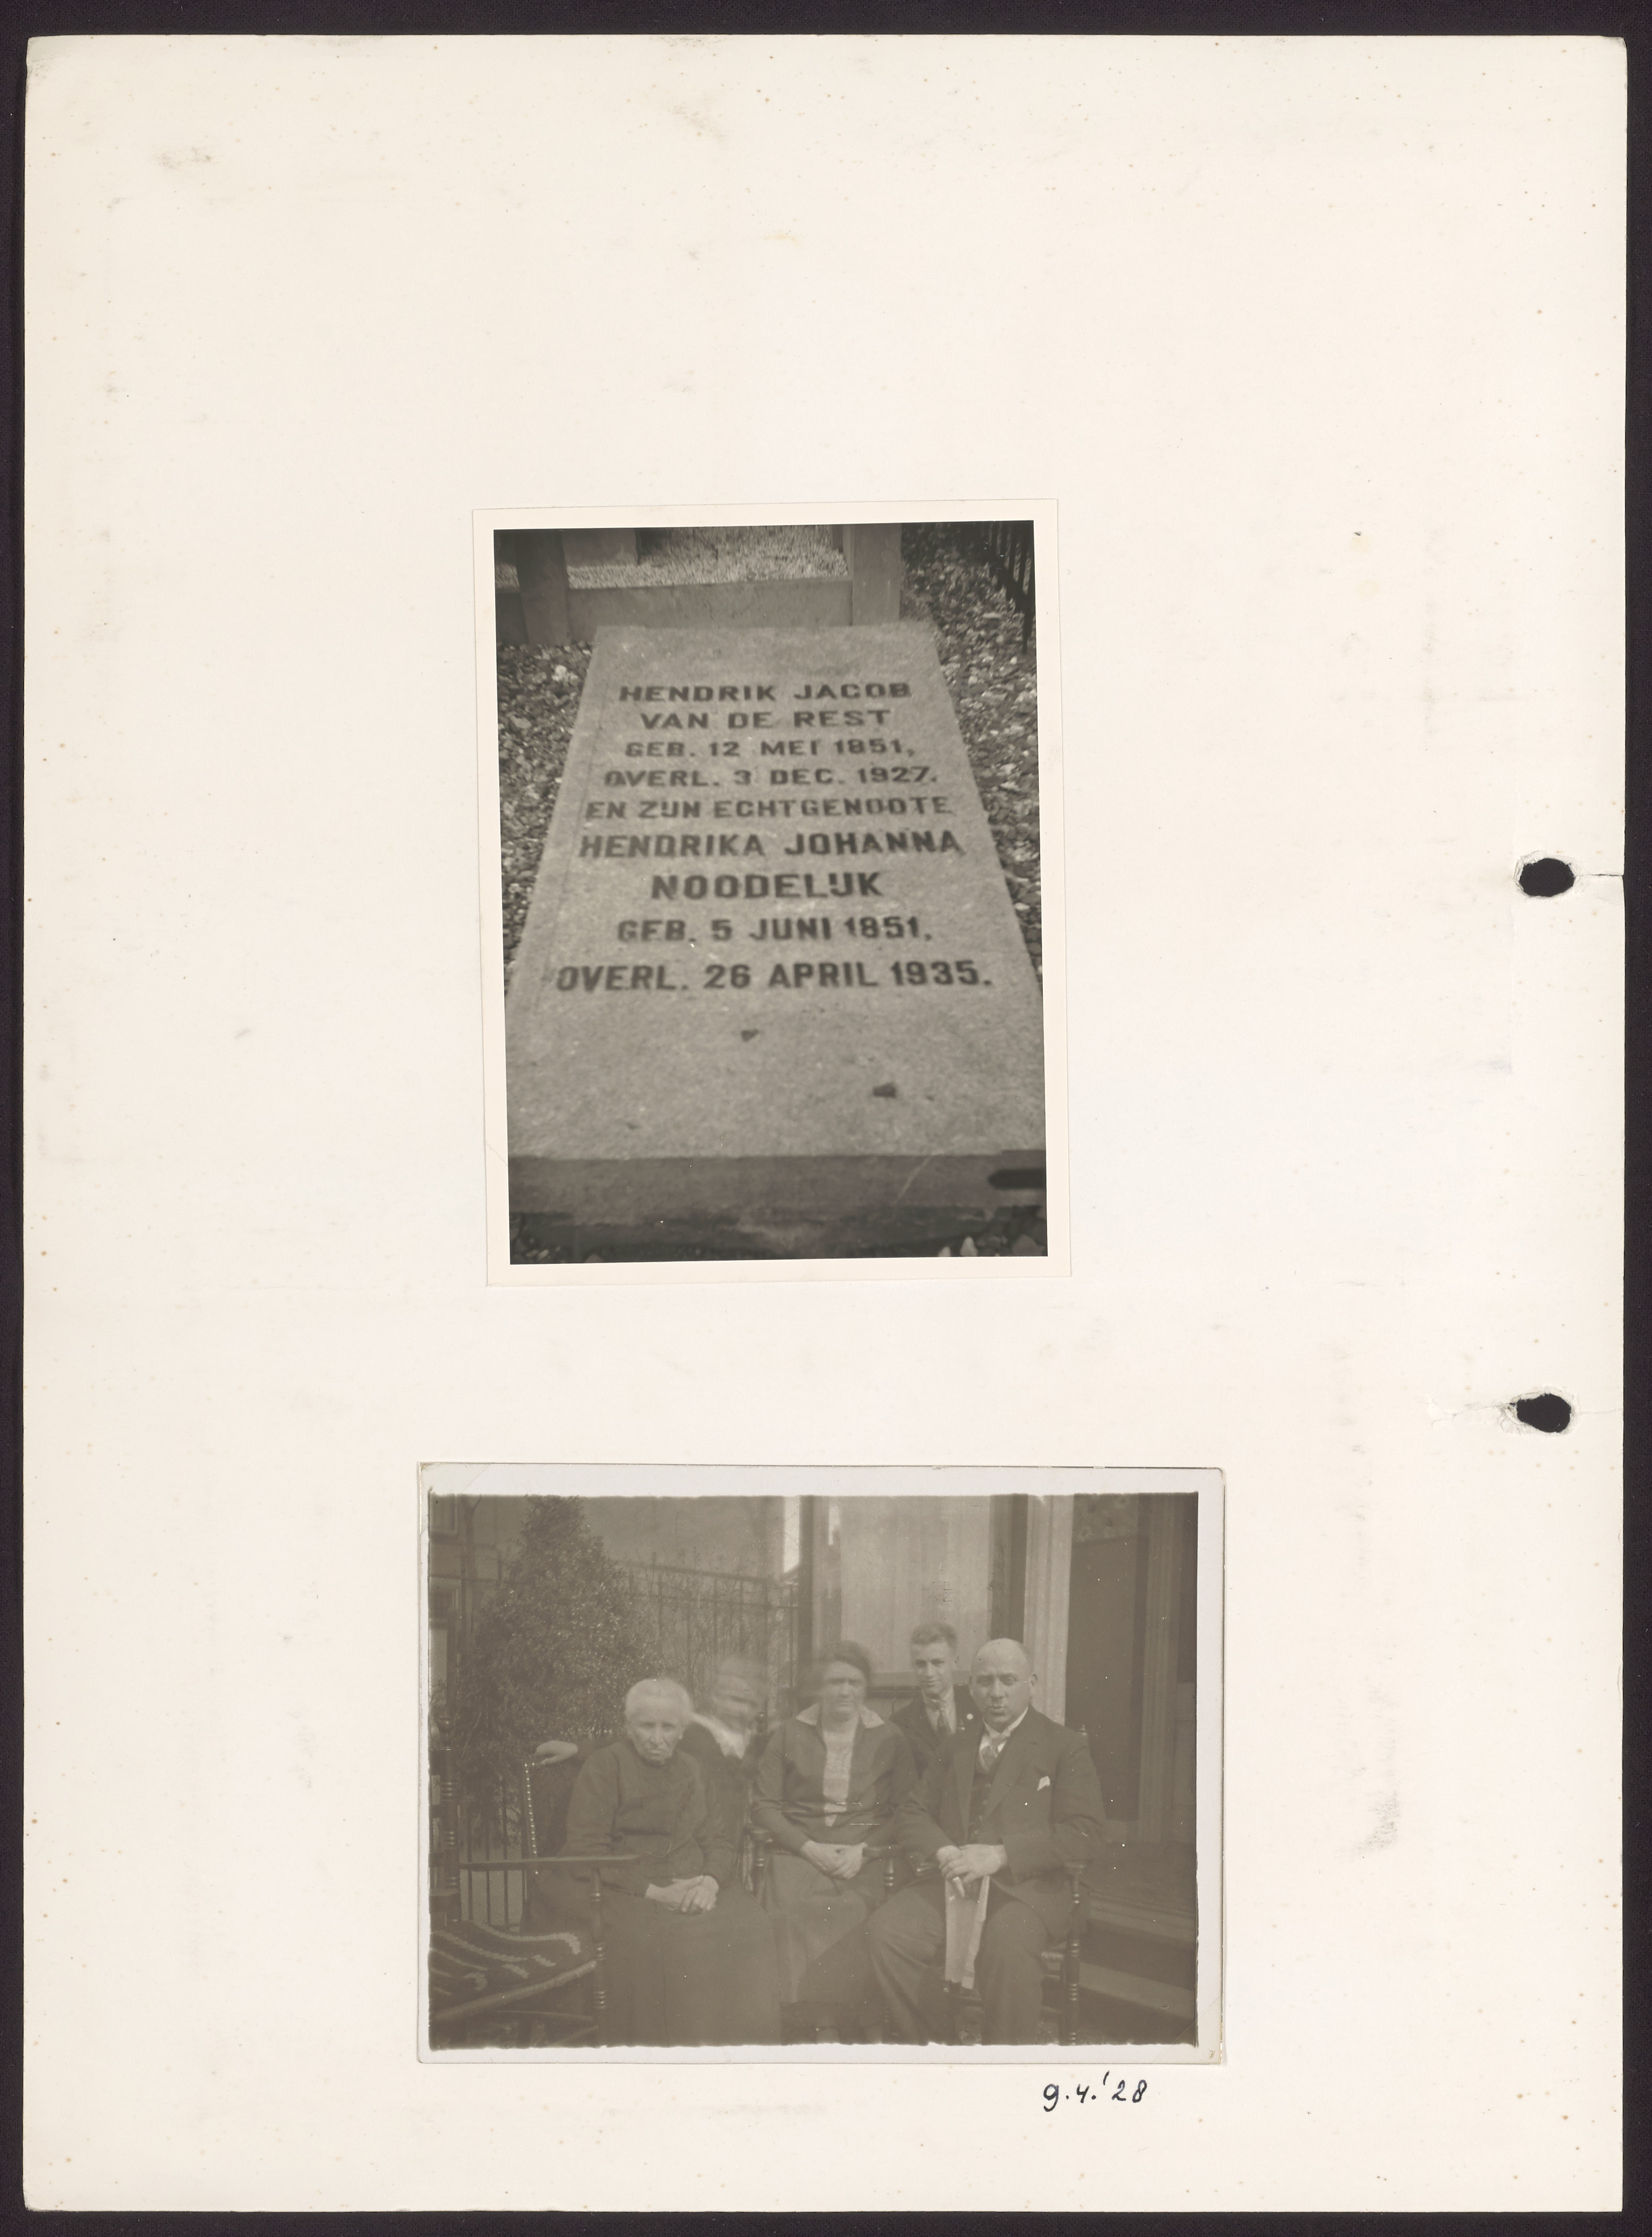 HENDRIK JACOB
VAN DE REST
GEB. 12 MEI 1851,
OVERL. 3 DEC. 1927.
EN ZIJN ECHTGENOOTE
HENDRIKA JOHANNA
NOODELIJK
GEB. 5 JUNI 1851.
OVERL. 26 APRIL 1935.
9.4.'28